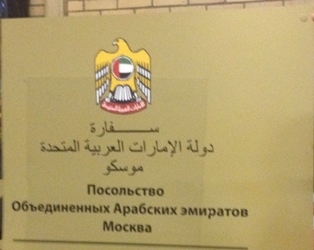 سفارة
دولة الإمارات العربية المتحدة
موسكو
Посольство
Объединенных Арабских эмиратов
Москва